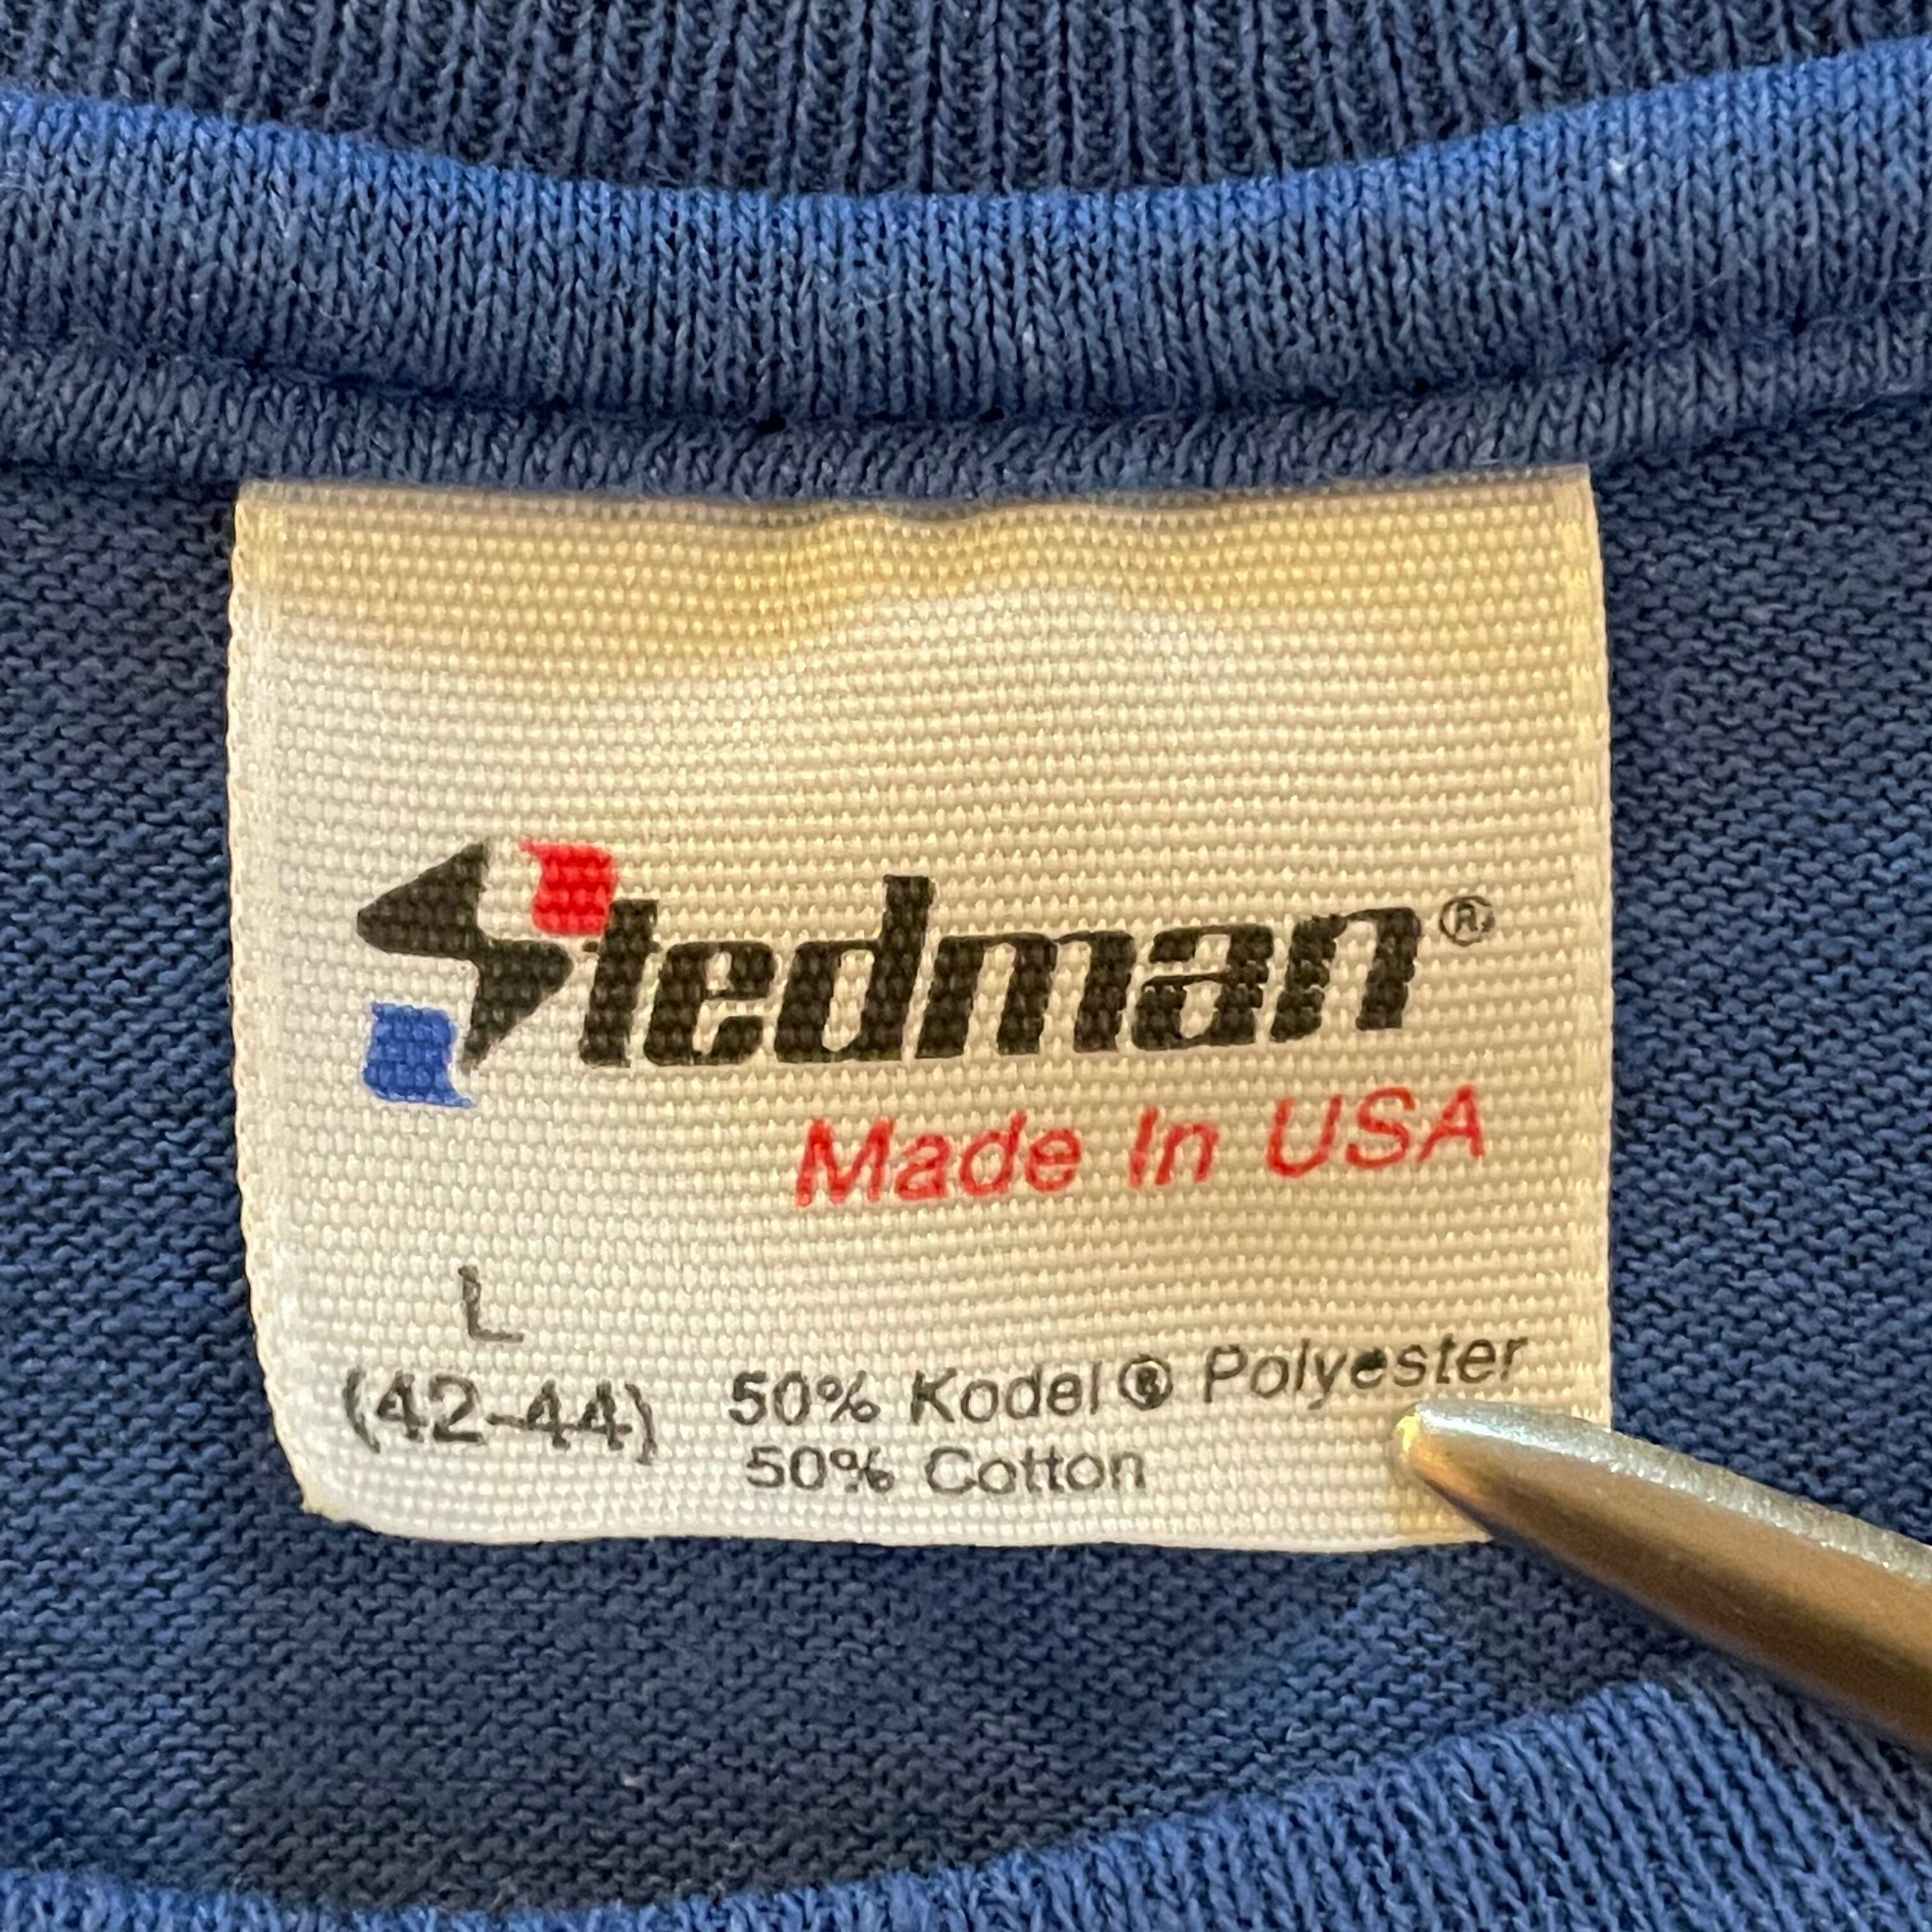 Stedman®
Made In USA
L
(42-44)
50% Kodel® Polyester
50% Cotton